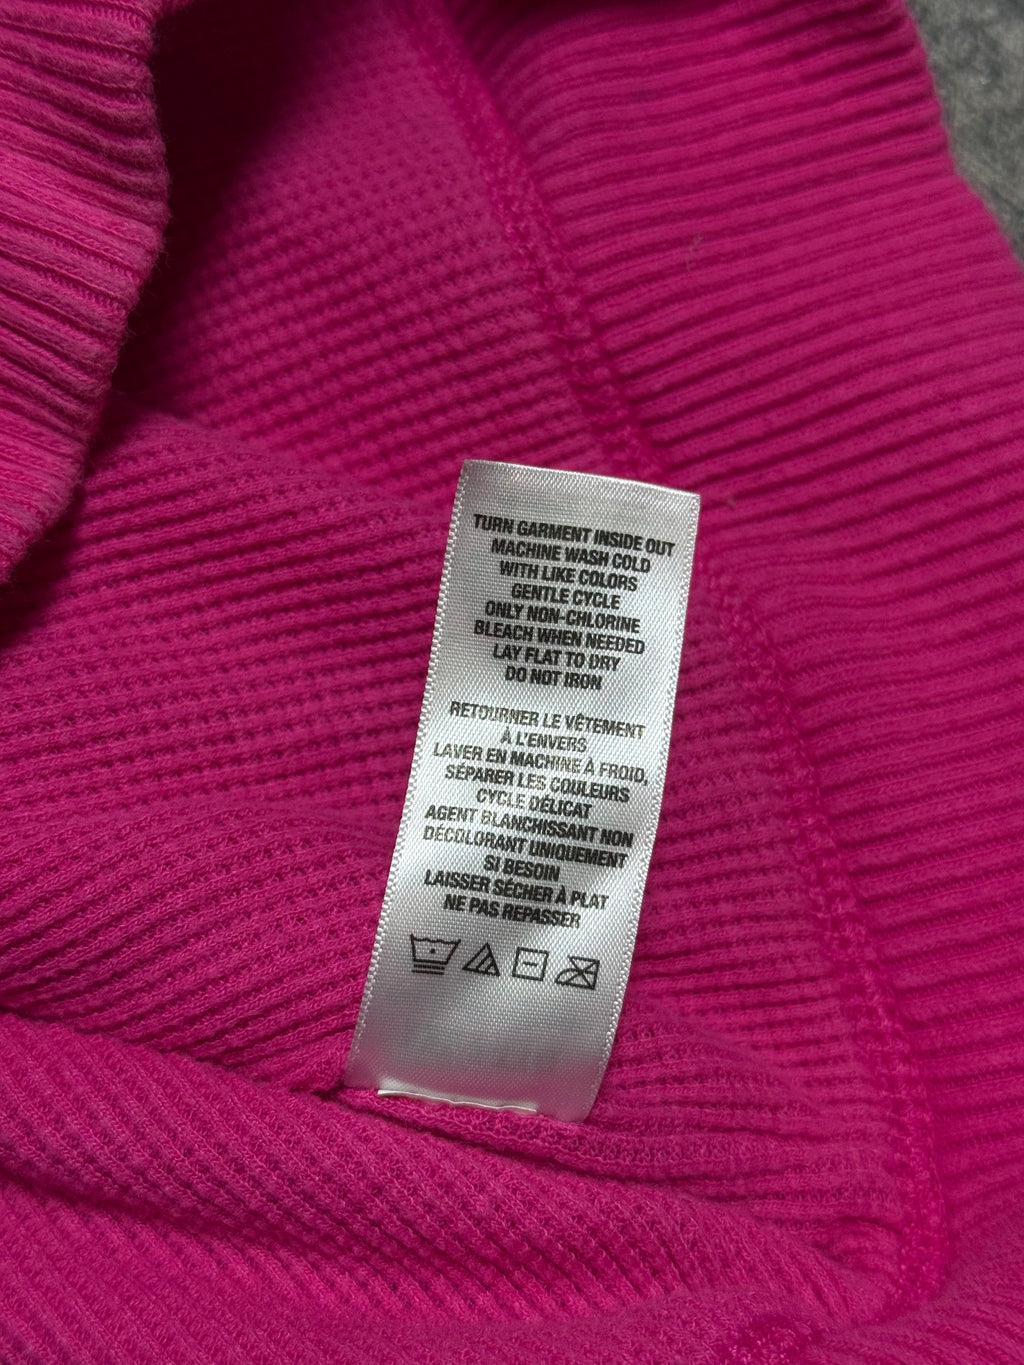 TURN GARMENT INSIDE OUT
MACHINE WASH COLD
WITH LIKE COLORS
GENTLE CYCLE
ONLY NON-CHLORINE
BLEACH WHEN NEEDED
LAY FLAT TO DRY
DO NOT IRON
RETOURNER LE VÊTEMENT
À L'ENVERS
LAVER EN MACHINE À FROID,
SÉPARER LES COULEURS
CYCLE DÉLICAT
AGENT BLANCHISSANT NON
DÉCOLORANT UNIQUEMENT
SI BESOIN
LAISSER SÉCHER À PLAT
NE PAS REPASSER